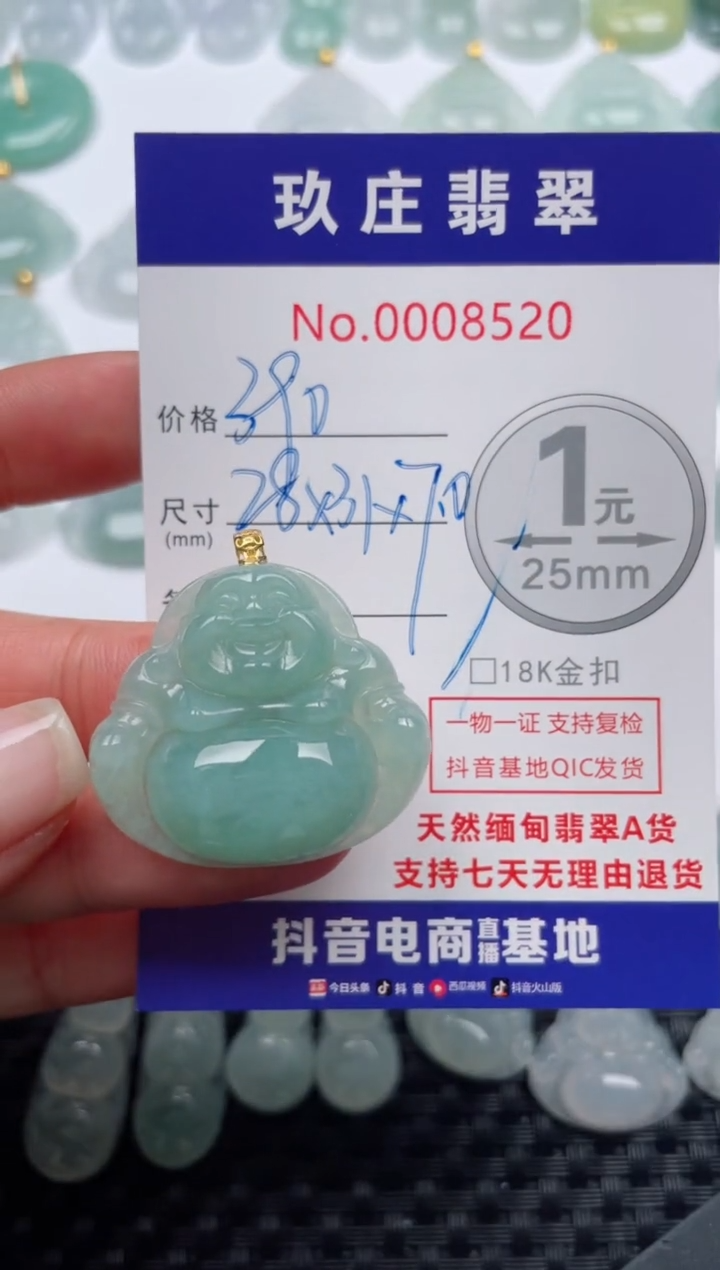 玖庄翡翠
No.0008520
价格 390
尺寸 28×31×7.0
(mm)
1元
25mm
□18K金扣
一物一证 支持复检
抖音基地QIC发货
天然缅甸翡翠A货
支持七天无理由退货
抖音电商直播基地
今日头条 抖音 西瓜视频 抖音火山版